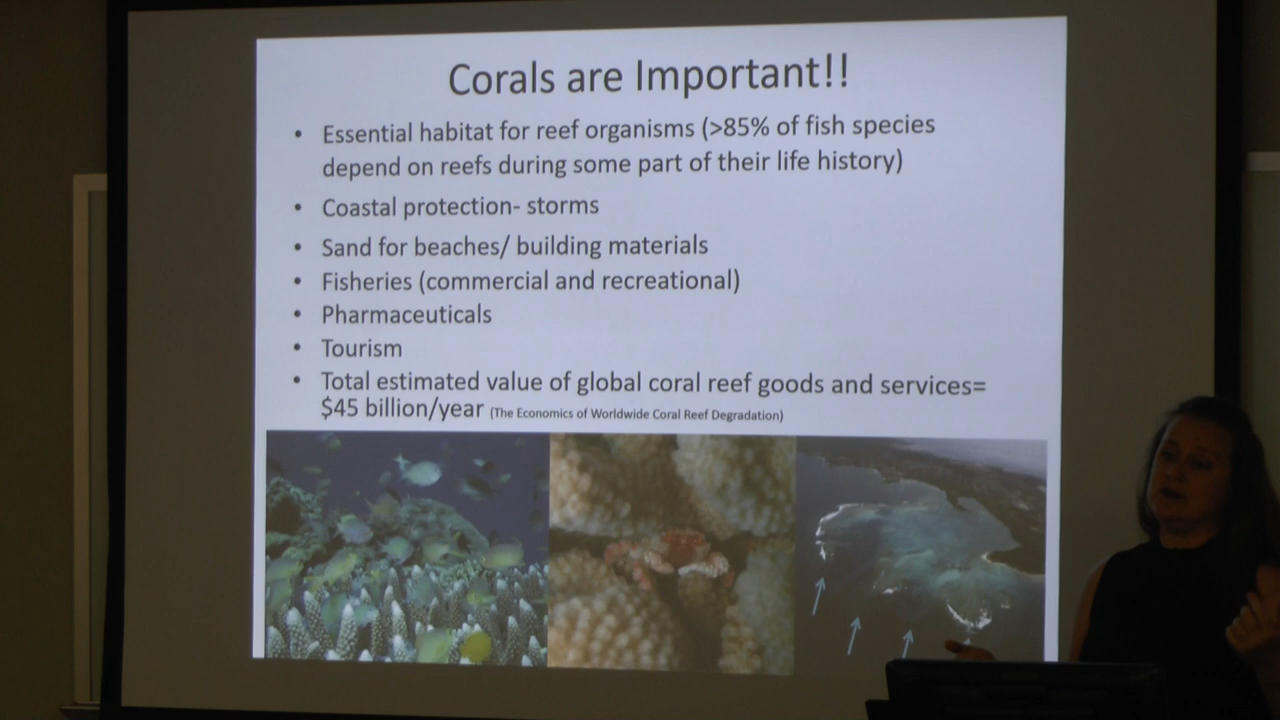 Corals are Important!!
• Essential habitat for reef organisms (>85% of fish species
depend on reefs during some part of their life history)
• Coastal protection- storms
• Sand for beaches/ building materials
• Fisheries (commercial and recreational)
• Pharmaceuticals
• Tourism
• Total estimated value of global coral reef goods and services=
$45 billion/year (The Economics of Worldwide Coral Reef Degradation)